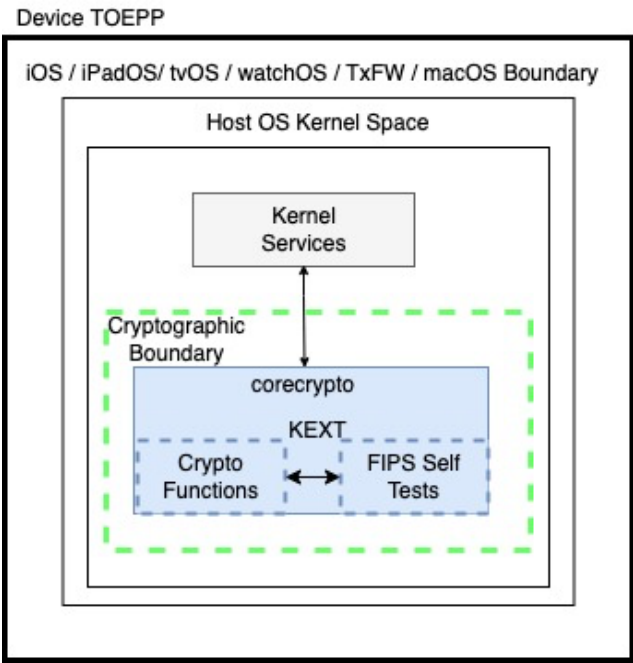 Device TOEPP
iOS / iPadOS/ tvOS / watchOS / TxFW / macOS Boundary
Host OS Kernel Space
Kernel
Services
Cryptographic
Boundary
corecrypto
KEXT
Crypto
Functions
FIPS Self
Tests